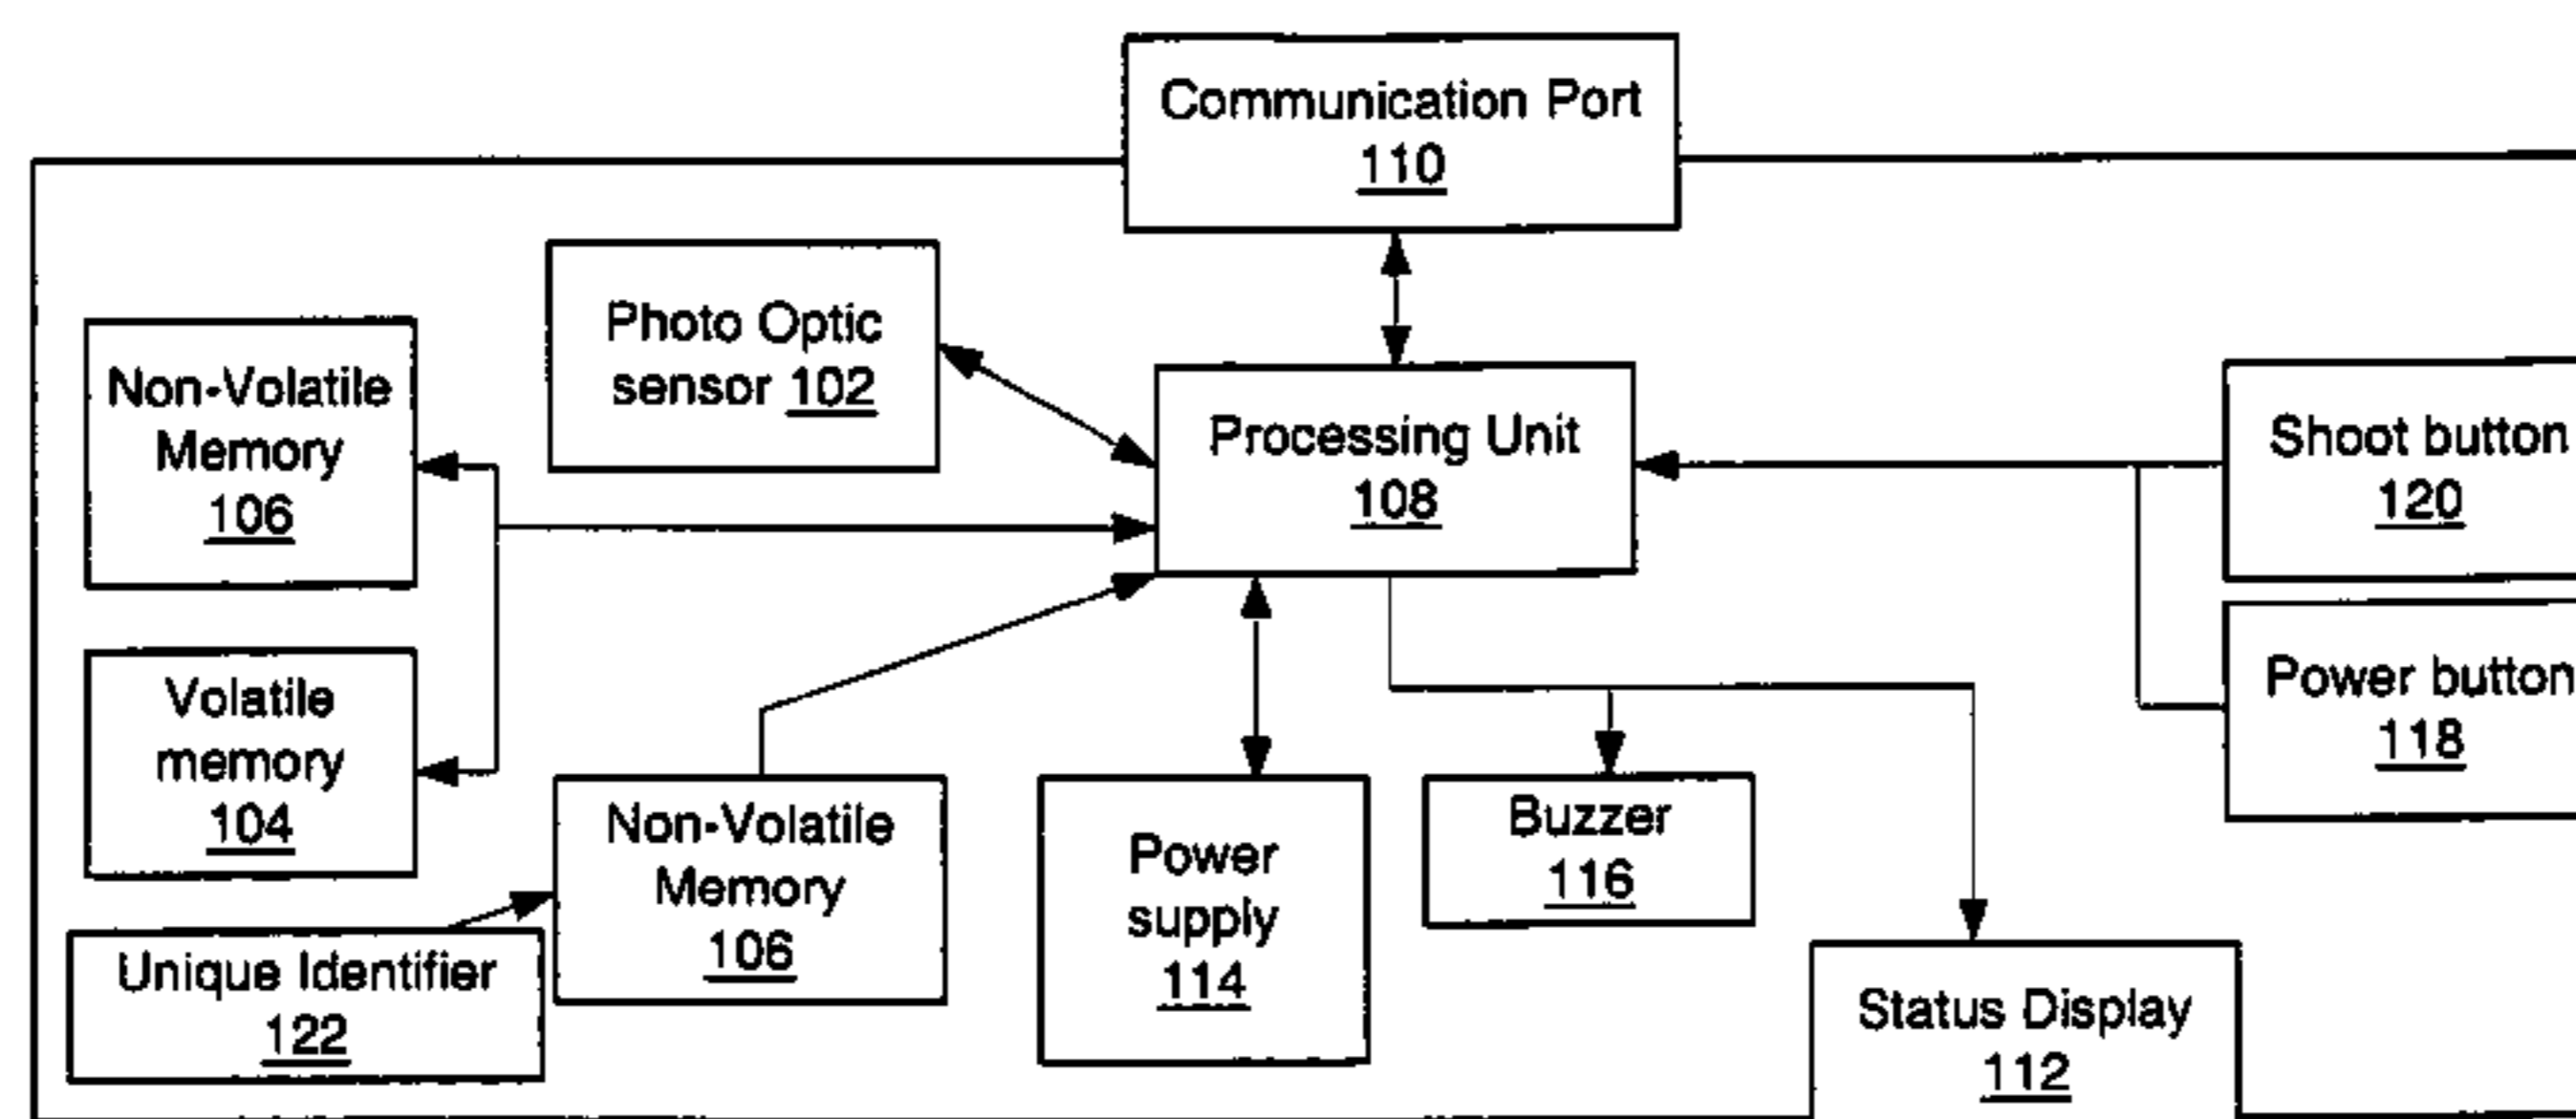 Communication Port
110
Photo Optic
sensor 102
Non-Volatile
Memory
106
Processing Unit
108
Shoot button
120
Volatile
memory
104
Power button
118
Non-Volatile
Memory
106
Power
supply
114
Buzzer
116
Unique Identifier
122
Status Display
112